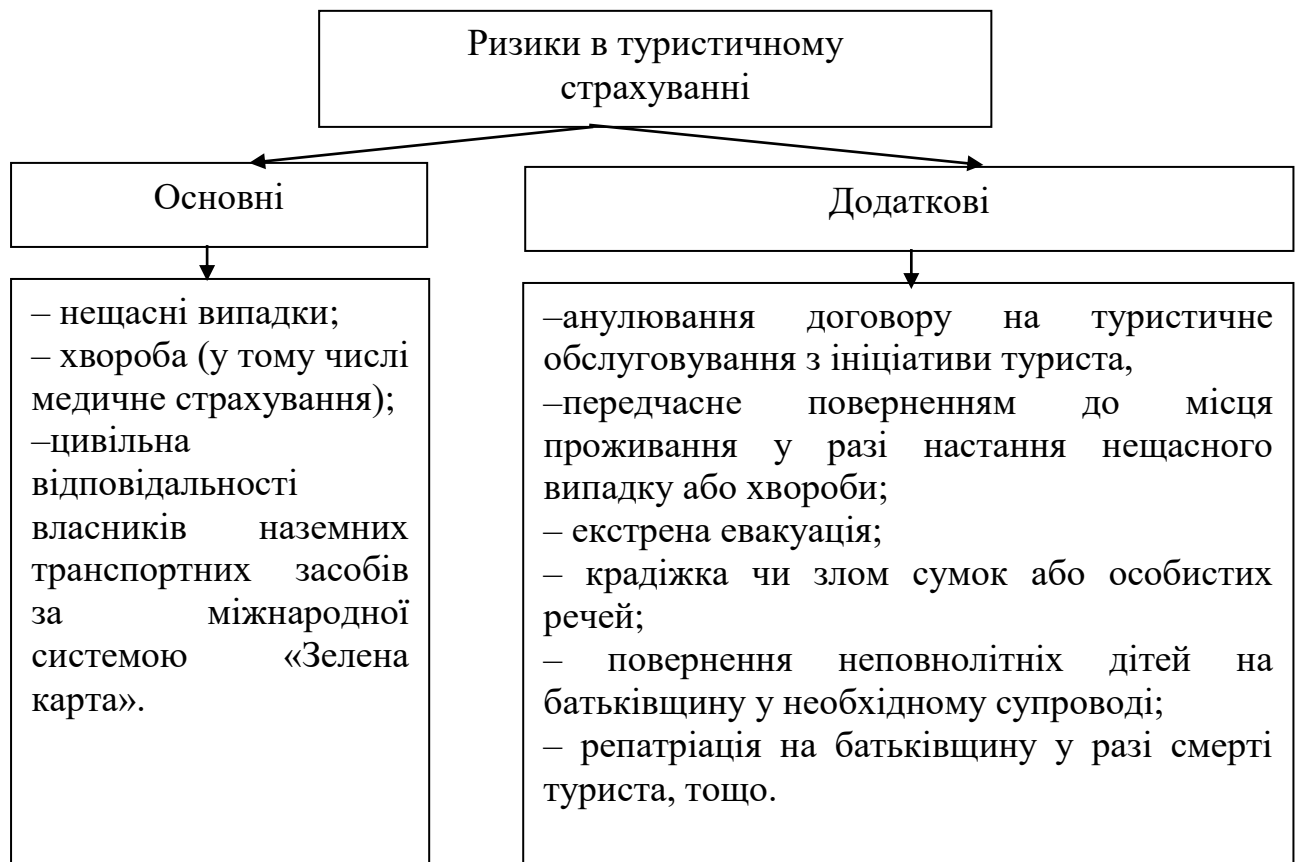 Ризики в туристичному
страхуванні
Основні
Додаткові
– нещасні випадки;
– хвороба (у тому числі
медичне страхування);
–цивільна
відповідальності
власників наземних
транспортних засобів
за міжнародної
системою «Зелена
карта».
–анулювання договору на туристичне
обслуговування з ініціативи туриста,
–передчасне поверненням до місця
проживання у разі настання нещасного
випадку або хвороби;
– екстрена евакуація;
– крадіжка чи злом сумок або особистих
речей;
– повернення неповнолітніх дітей на
батьківщину у необхідному супроводі;
– репатріація на батьківщину у разі смерті
туриста, тощо.